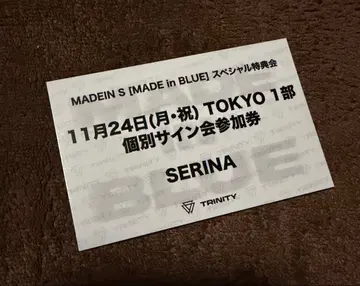 MADEIN S [MADE in BLUE] スペシャル特典会
11月24日(月・祝) TOKYO 1部
個別サイン会参加券
SERINA
TRINITY